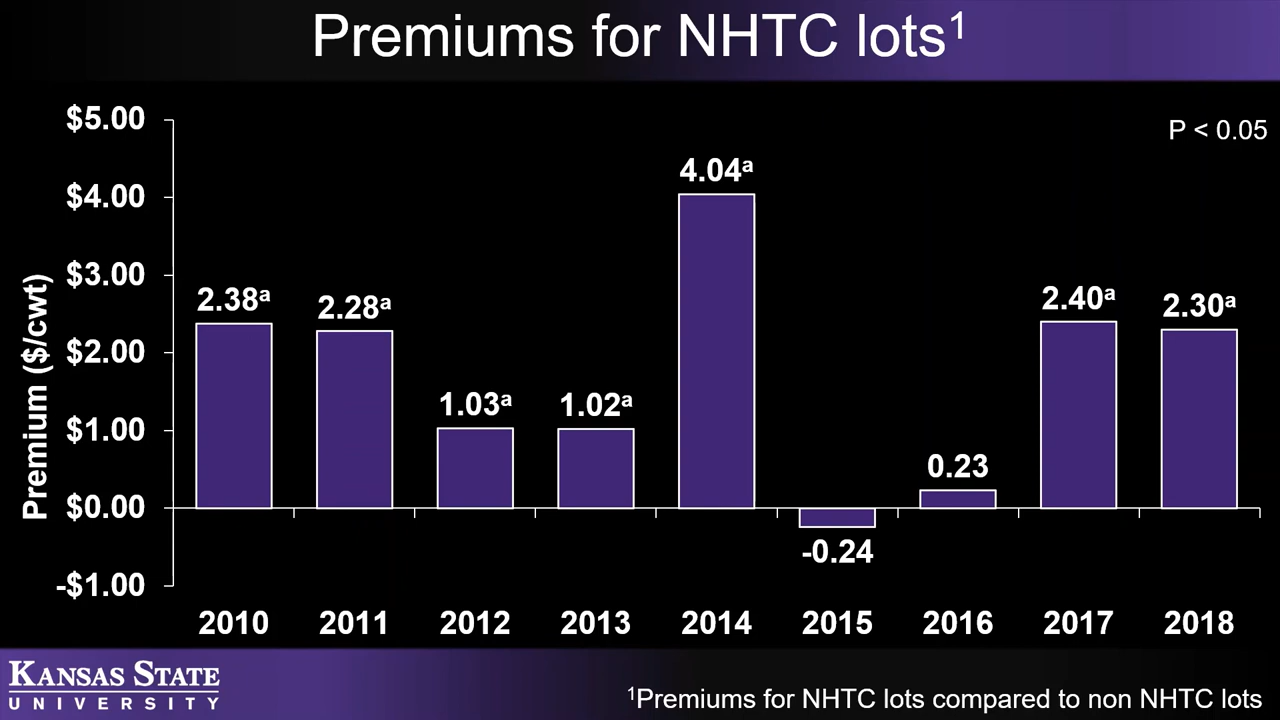 Premiums for NHTC lots¹
P < 0.05
Premium ($/cwt)
$5.00
$4.00
$3.00
$2.00
$1.00
$0.00
-$1.00
2.38ᵃ
2.28ᵃ
1.03ᵃ
1.02ᵃ
4.04ᵃ
-0.24
0.23
2.40ᵃ
2.30ᵃ
2010 2011 2012 2013 2014 2015 2016 2017 2018
KANSAS STATE
UNIVERSITY
¹Premiums for NHTC lots compared to non NHTC lots